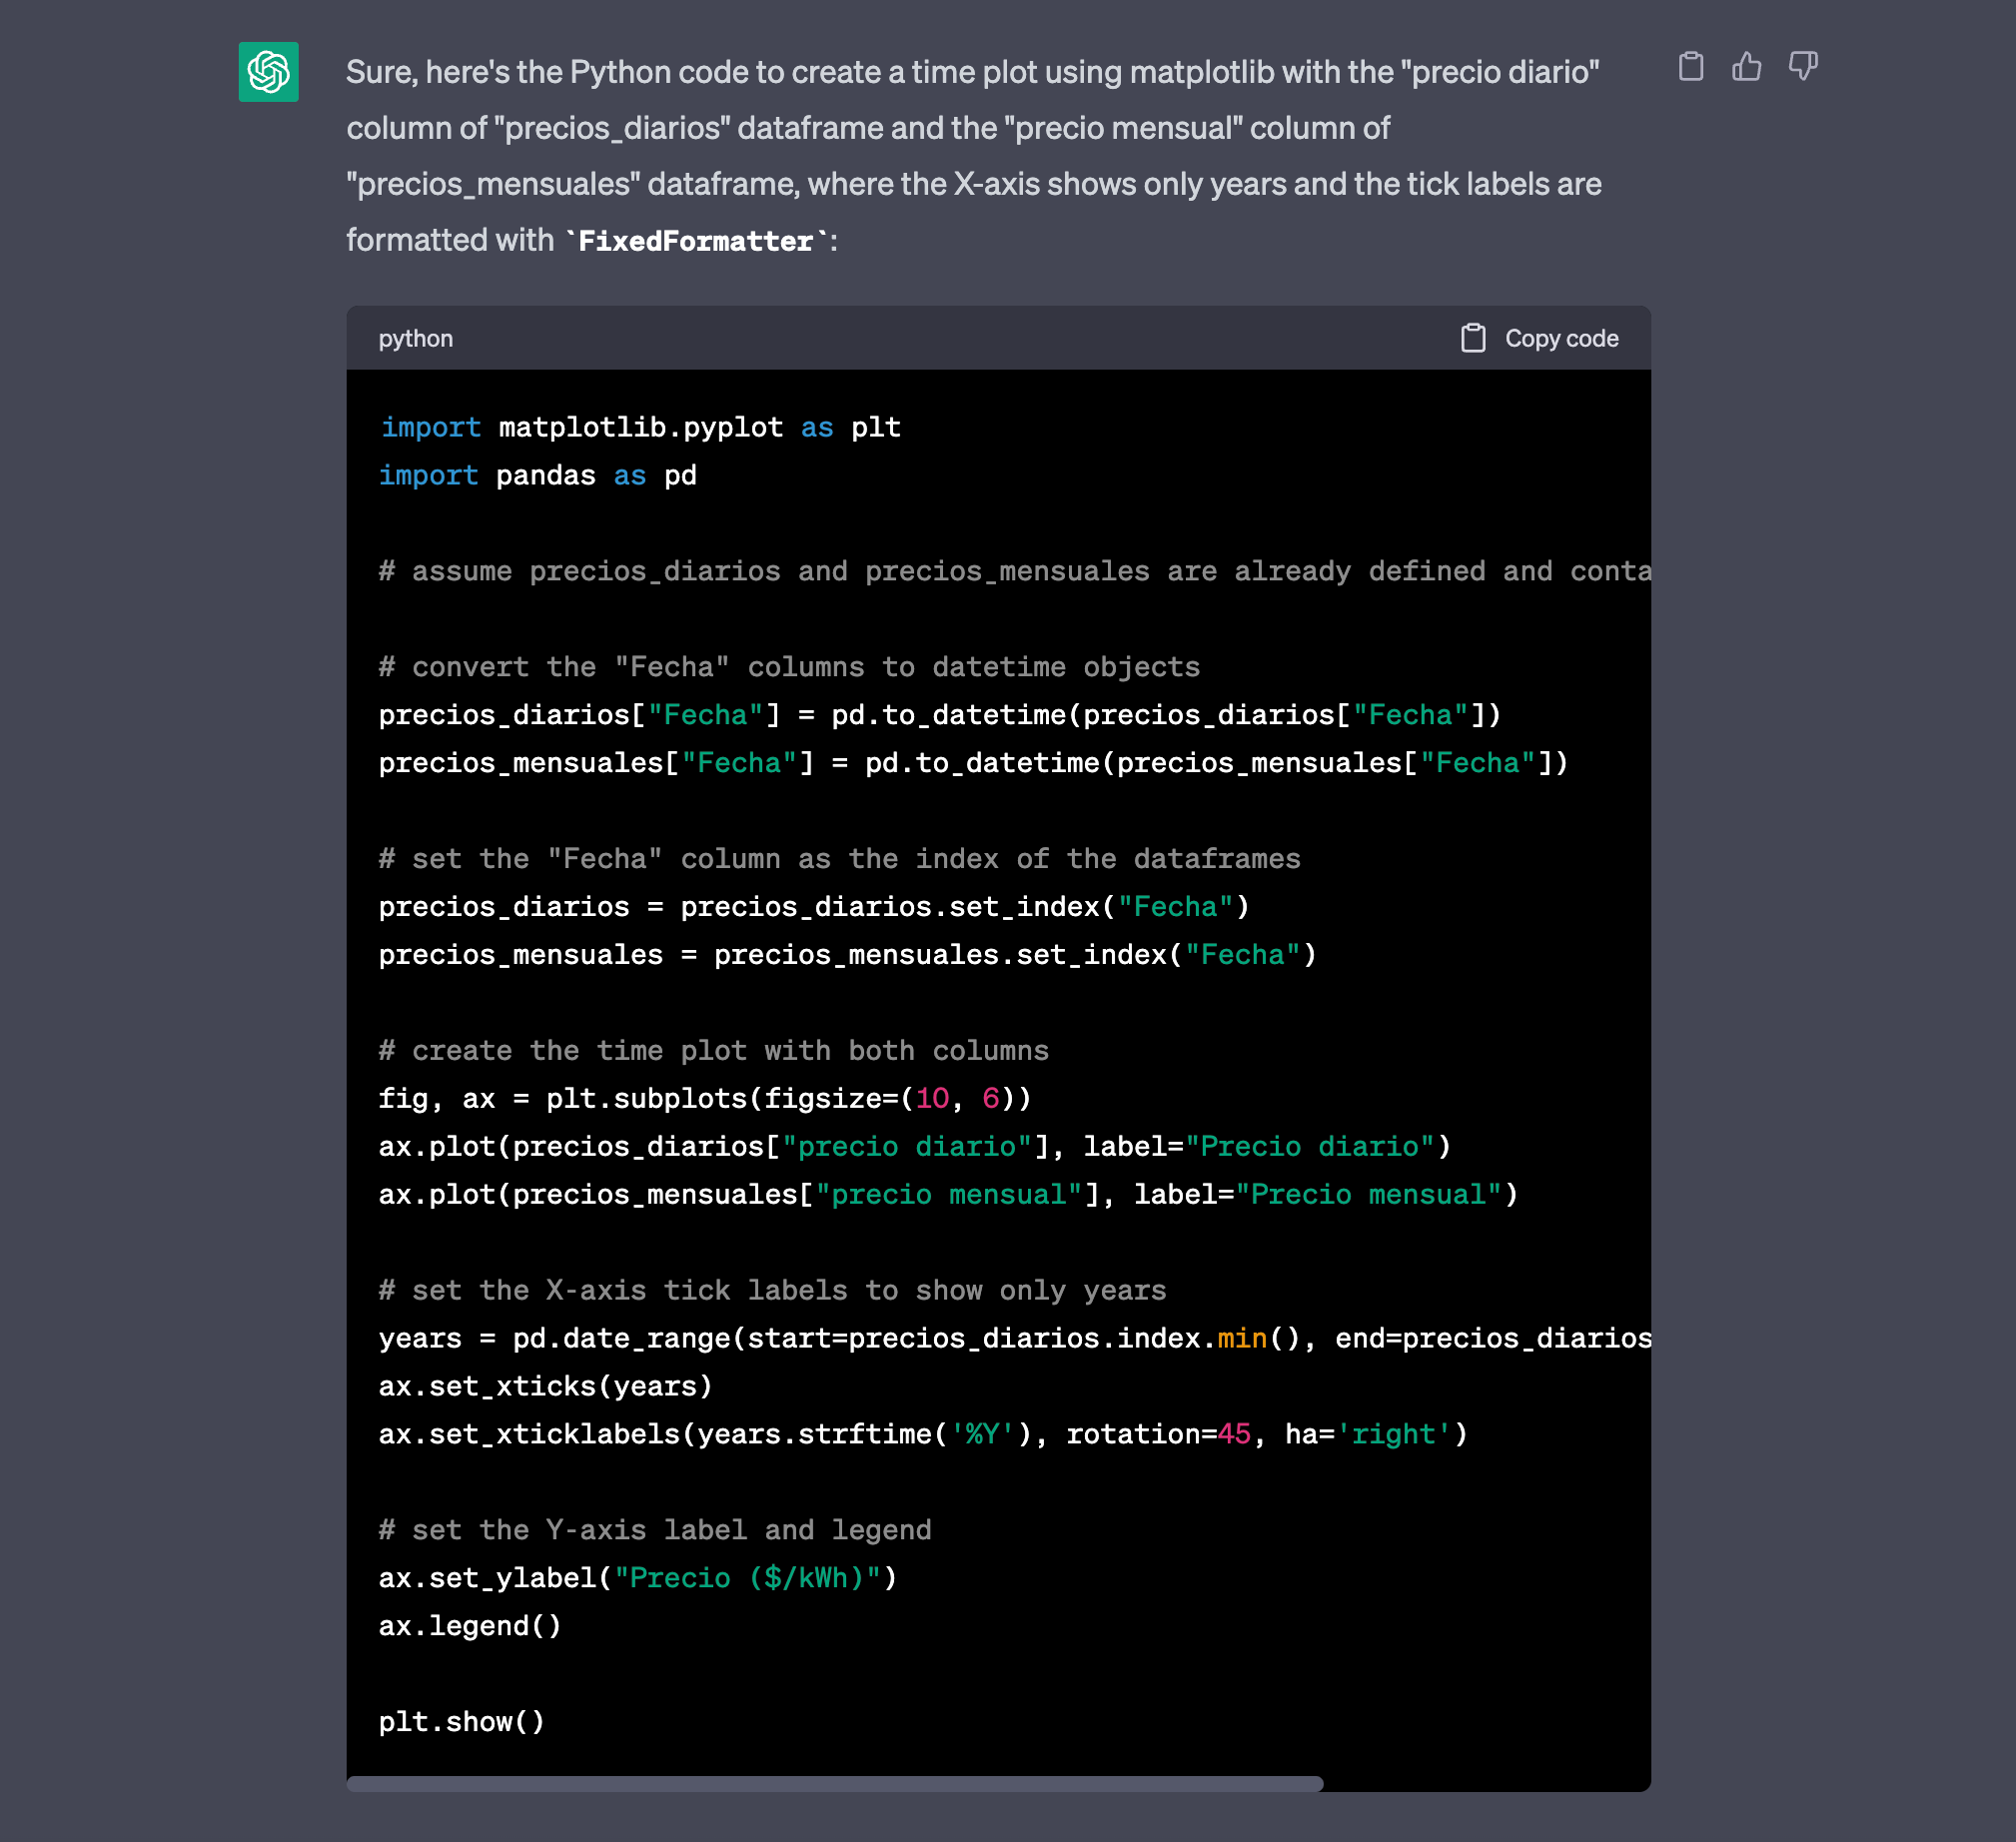 Sure, here's the Python code to create a time plot using matplotlib with the "precio diario"
column of "precios_diarios" dataframe and the "precio mensual" column of
"precios_mensuales" dataframe, where the X-axis shows only years and the tick labels are
formatted with `FixedFormatter`:
python
Copy code
import matplotlib.pyplot as plt
import pandas as pd
# assume precios_diarios and precios_mensuales are already defined and conta
# convert the "Fecha" columns to datetime objects
precios_diarios["Fecha"] = pd.to_datetime(precios_diarios["Fecha"])
precios_mensuales["Fecha"] = pd.to_datetime(precios_mensuales["Fecha"])
# set the "Fecha" column as the index of the dataframes
precios_diarios = precios_diarios.set_index("Fecha")
precios_mensuales = precios_mensuales.set_index("Fecha")
# create the time plot with both columns
fig, ax = plt.subplots(figsize=(10, 6))
ax.plot(precios_diarios["precio diario"], label="Precio diario")
ax.plot(precios_mensuales["precio mensual"], label="Precio mensual")
# set the X-axis tick labels to show only years
years = pd.date_range(start=precios_diarios.index.min(), end=precios_diarios
ax.set_xticks(years)
ax.set_xticklabels(years.strftime('%Y'), rotation=45, ha='right')
# set the Y-axis label and legend
ax.set_ylabel("Precio ($/kWh)")
ax.legend()
plt.show()